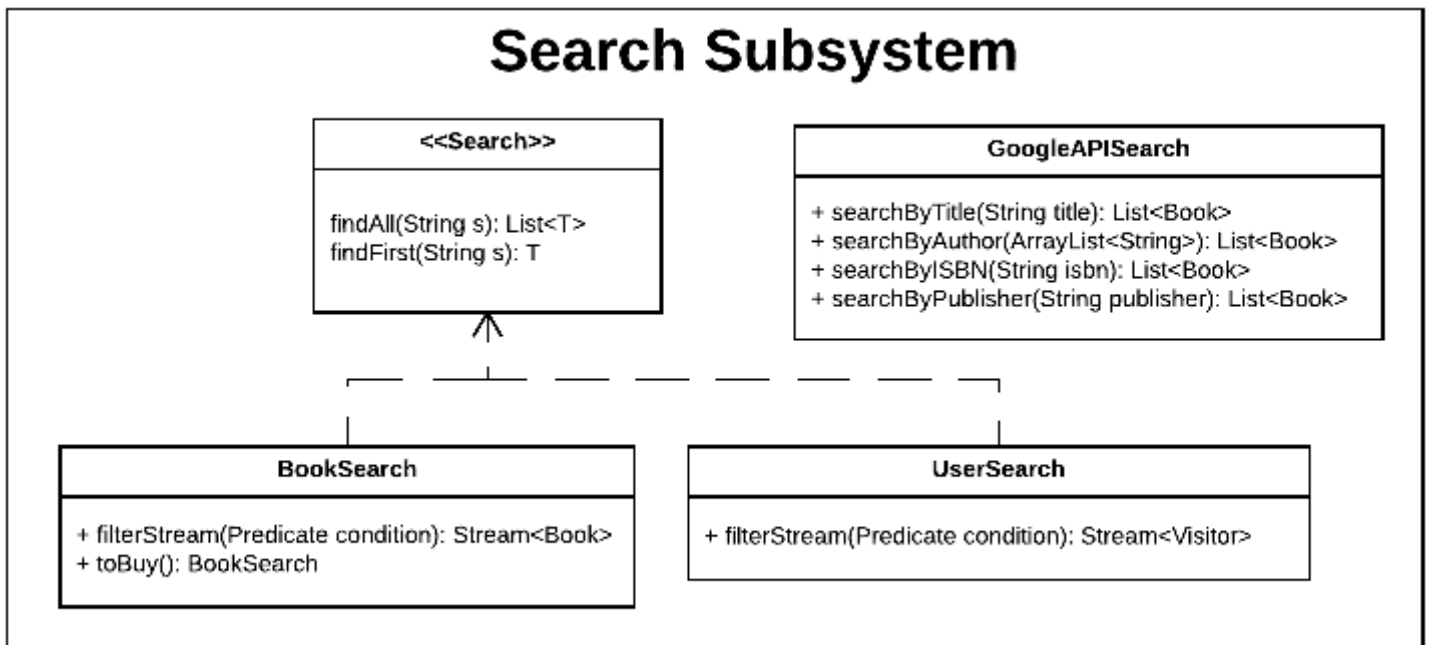 Search Subsystem
<<Search>>
findAll(String s): List<T>
findFirst(String s): T
GoogleAPISearch
+ searchByTitle(String title): List<Book>
+ searchByAuthor(ArrayList<String>): List<Book>
+ searchByISBN(String isbn): List<Book>
+ searchByPublisher(String publisher): List<Book>
BookSearch
+ filterStream(Predicate condition): Stream<Book>
+ toBuy(): BookSearch
UserSearch
+ filterStream(Predicate condition): Stream<Visitor>